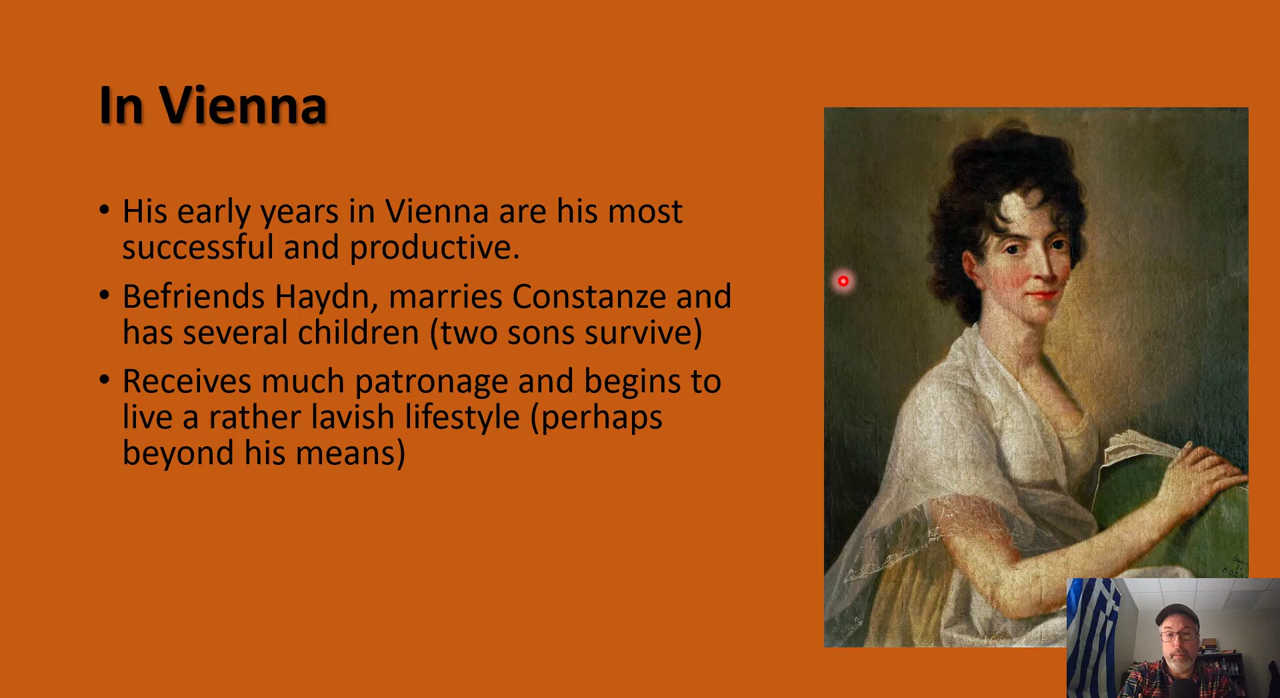 In Vienna
• His early years in Vienna are his most
successful and productive.
• Befriends Haydn, marries Constanze and
has several children (two sons survive)
• Receives much patronage and begins to
live a rather lavish lifestyle (perhaps
beyond his means)